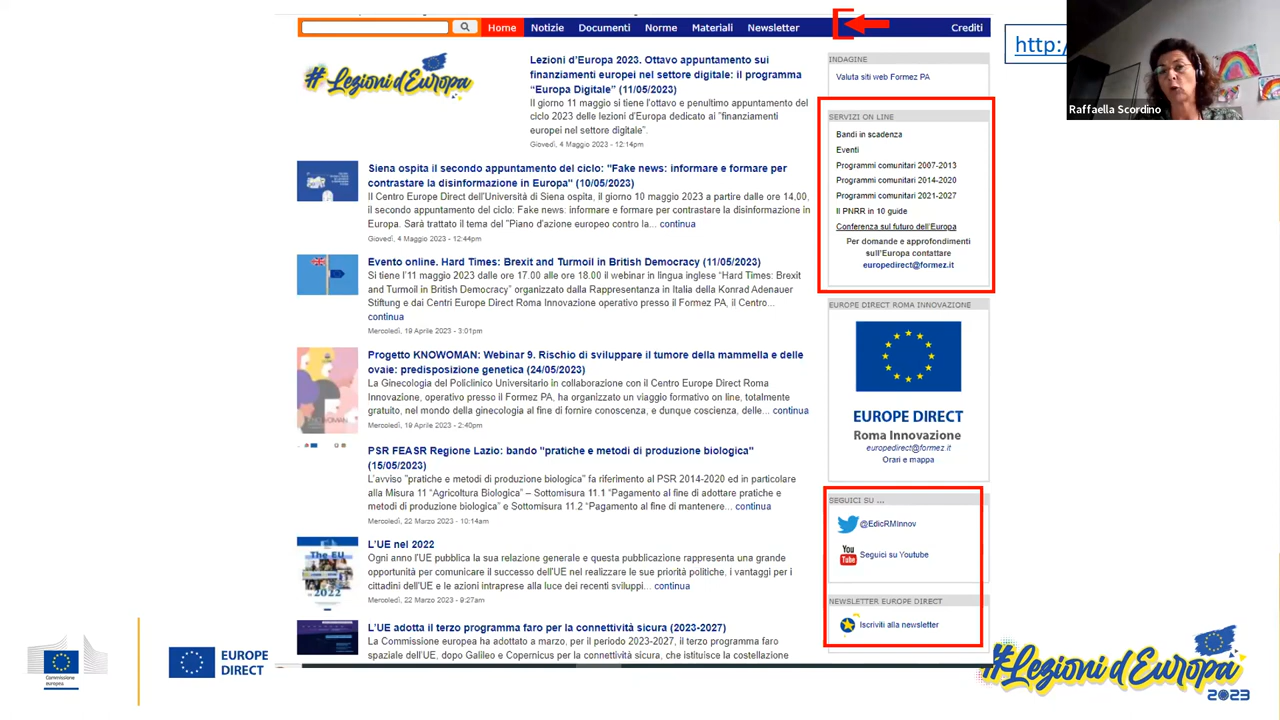 Home Notizie Documenti Norme Materiali Newsletter Crediti
http:/
Raffaella Scordino
#Lezioni d'Europa
Lezioni d'Europa 2023. Ottavo appuntamento sui
finanziamenti europei nel settore digitale: il programma
"Europa Digitale" (11/05/2023)
Il giorno 11 maggio si tiene l'ottavo e penultimo appuntamento del
ciclo 2023 delle lezioni d'Europa dedicato ai "finanziamenti
europei nel settore digitale".
Giovedì, 4 Maggio 2023 - 12:14pm
Siena ospita il secondo appuntamento del ciclo: "Fake news: informare e formare per
contrastare la disinformazione in Europa" (10/05/2023)
Il Centro Europe Direct dell'Università di Siena ospita, il giorno 10 maggio 2023 a partire dalle ore 14,00,
il secondo appuntamento del ciclo: Fake news: informare e formare per contrastare la disinformazione in
Europa. Sarà trattato il tema del "Piano d'azione europeo contro la... continua
Giovedì, 4 Maggio 2023 - 12:44pm
Evento online. Hard Times: Brexit and Turmoil in British Democracy (11/05/2023)
Si tiene l'11 maggio 2023 dalle ore 17.00 alle ore 18.00 il webinar in lingua inglese "Hard Times: Brexit
and Turmoil in British Democracy" organizzato dalla Rappresentanza in Italia della Konrad Adenauer
Stiftung e dai Centri Europe Direct Roma Innovazione operativo presso il Formez PA, il Centro...
continua
Mercoledì, 19 Aprile 2023 - 3:01pm
Progetto KNOWOMAN: Webinar 9. Rischio di sviluppare il tumore della mammella e delle
ovaie: predisposizione genetica (24/05/2023)
La Ginecologia del Policlinico Universitario in collaborazione con il Centro Europe Direct Roma
Innovazione, operativo presso il Formez PA, ha organizzato un viaggio formativo on line, totalmente
gratuito, nel mondo della ginecologia al fine di fornire conoscenza, e dunque coscienza, delle... continua
Mercoledì, 19 Aprile 2023 - 2:40pm
PSR FEASR Regione Lazio: bando "pratiche e metodi di produzione biologica"
(15/05/2023)
L'avviso "pratiche e metodi di produzione biologica" fa riferimento al PSR 2014-2020 ed in particolare
alla Misura 11 "Agricoltura Biologica" – Sottomisura 11.1 "Pagamento al fine di adottare pratiche e
metodi di produzione biologica" e Sottomisura 11.2 "Pagamento al fine di mantenere... continua
Mercoledì, 22 Marzo 2023 - 10:14am
The EU
2022
L'UE nel 2022
Ogni anno l'UE pubblica la sua relazione generale e questa pubblicazione rappresenta una grande
opportunità per comunicare il successo dell'UE nel realizzare le sue priorità politiche, i vantaggi per i
cittadini dell'UE e le azioni intraprese alla luce dei recenti sviluppi... continua
Mercoledì, 22 Marzo 2023 - 9:27am
L'UE adotta il terzo programma faro per la connettività sicura (2023-2027)
La Commissione europea ha adottato a marzo, per il periodo 2023-2027, il terzo programma faro
spaziale dell'UE, dopo Galileo e Copernicus per la connettività sicura, che istituisce la costellazione
INDAGINE
Valuta siti web Formez PA
SERVIZI ON LINE
Bandi in scadenza
Eventi
Programmi comunitari 2007-2013
Programmi comunitari 2014-2020
Programmi comunitari 2021-2027
Il PNRR in 10 guide
Conferenza sul futuro dell'Europa
Per domande e approfondimenti
sull'Europa contattare
europedirect@formez.it
EUROPE DIRECT ROMA INNOVAZIONE
EUROPE DIRECT
Roma Innovazione
europedirect@formez.it
Orari e mappa
SEGUICI SU ...
@EdicRMInnov
You
Tube
Seguici su Youtube
NEWSLETTER EUROPE DIRECT
Iscriviti alla newsletter
Commissione
europea
EUROPE
DIRECT
#Lezioni d'Europa
2023